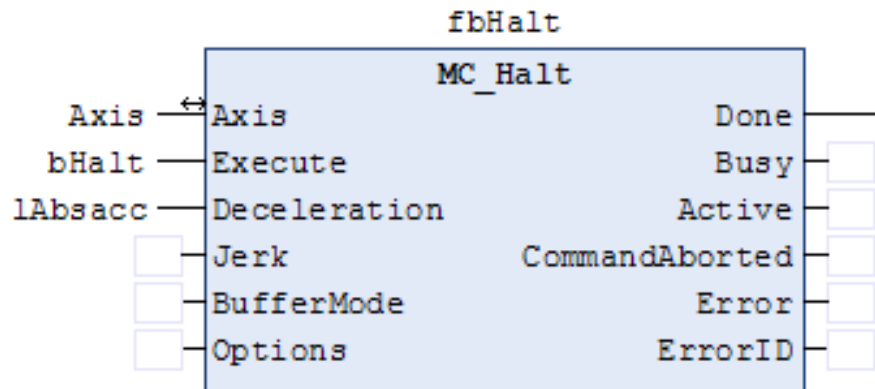 fbHalt
MC_Halt
Axis Axis Done
bHalt Execute Busy
lAbsacc Deceleration Active
Jerk CommandAborted
BufferMode Error
Options ErrorID